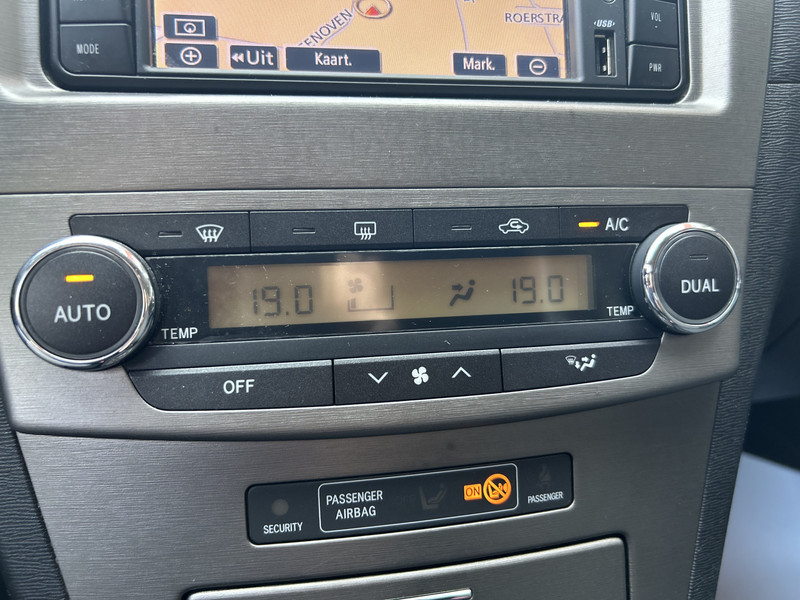 ROERSTRA
ENOVEN
USB
VOL
MODE
Uit
Kaart.
Mark.
PWR
A/C
AUTO
19.0
19.0
DUAL
TEMP
TEMP
OFF
PASSENGER
AIRBAG
ON
SECURITY
PASSENGER